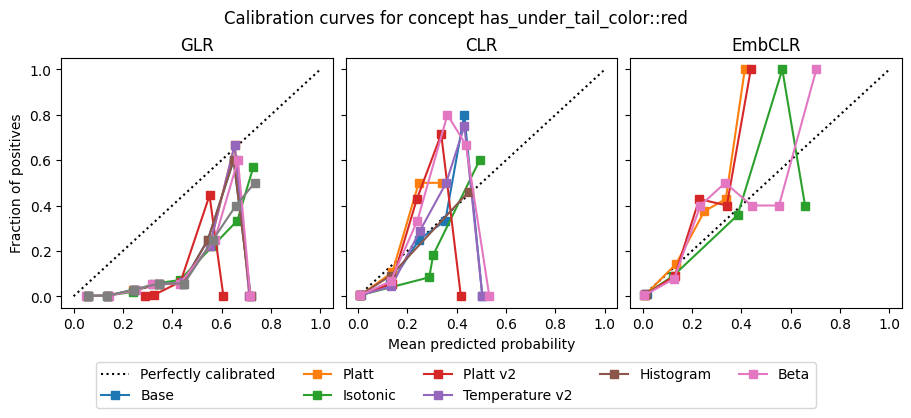 Calibration curves for concept has_under_tail_color::red
GLR
CLR
EmbCLR
Fraction of positives
1.0
0.8
0.6
0.4
0.2
0.0
0.0 0.2 0.4 0.6 0.8 1.0
0.0 0.2 0.4 0.6 0.8 1.0
0.0 0.2 0.4 0.6 0.8 1.0
Mean predicted probability
Perfectly calibrated Platt Platt v2 Histogram Beta
Base Isotonic Temperature v2